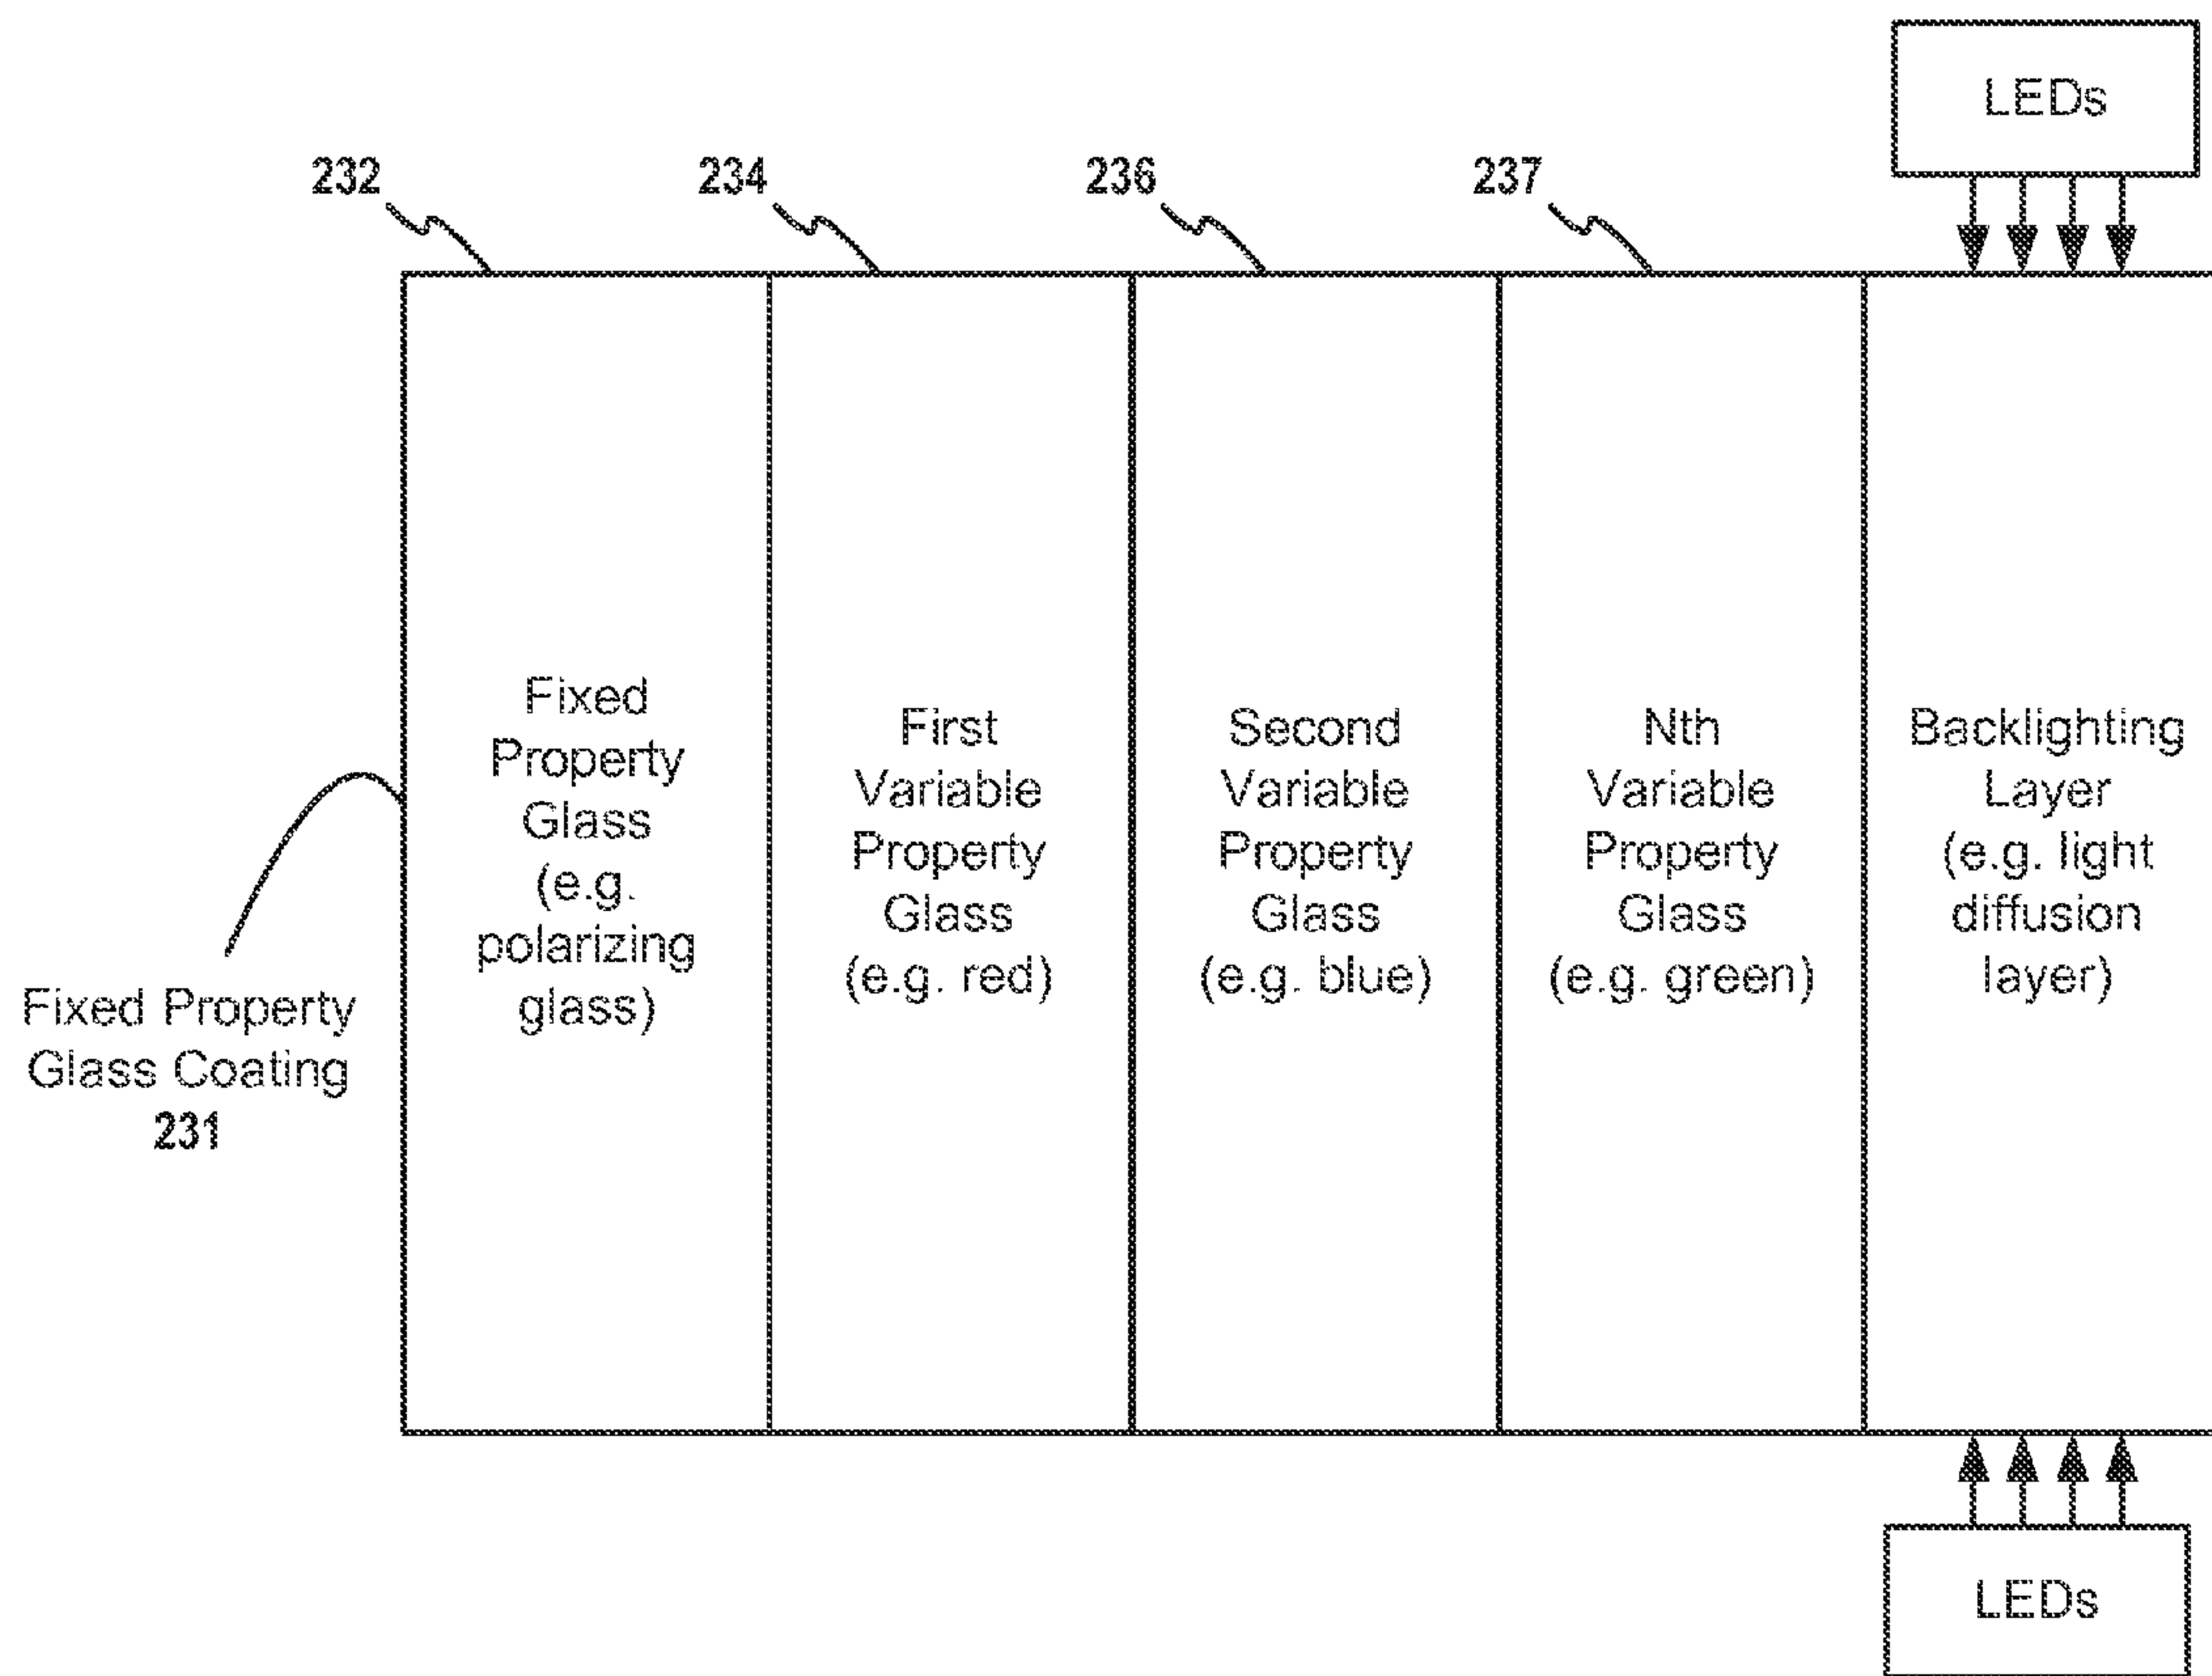 LEDs
232
234
236
237
Fixed
Property
Glass
(e.g.
polarizing
glass)
First
Variable
Property
Glass
(e.g. red)
Second
Variable
Property
Glass
(e.g. blue)
Nth
Variable
Property
Glass
(e.g. green)
Backlighting
Layer
(e.g. light
diffusion
layer)
Fixed Property
Glass Coating
231
LEDs